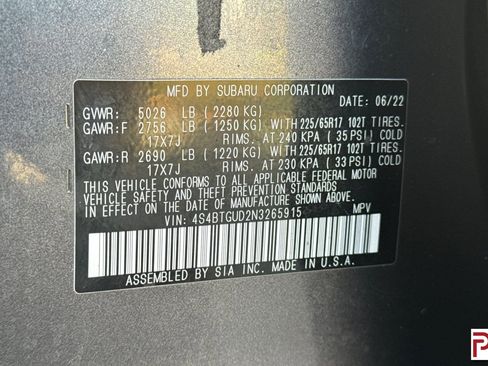 MFD BY SUBARU CORPORATION
GVWR: 5026 LB ( 2280 KG) DATE: 06/22
GAWR:F 2756 LB ( 1250 KG) WITH 225/65R17 102T TIRES,
17X7J RIMS, AT 240 KPA ( 35 PSI) COLD
GAWR:R 2690 LB ( 1220 KG) WITH 225/65R17 102T TIRES,
17X7J RIMS, AT 230 KPA ( 33 PSI) COLD
THIS VEHICLE CONFORMS TO ALL APPLICABLE FEDERAL MOTOR
VEHICLE SAFETY AND THEFT PREVENTION STANDARDS
IN EFFECT ON THE DATE OF MANUFACTURE SHOWN ABOVE.
VIN: 4S4BTGUD2N3265915 MPV
ASSEMBLED BY SIA INC. MADE IN U.S.A.
P